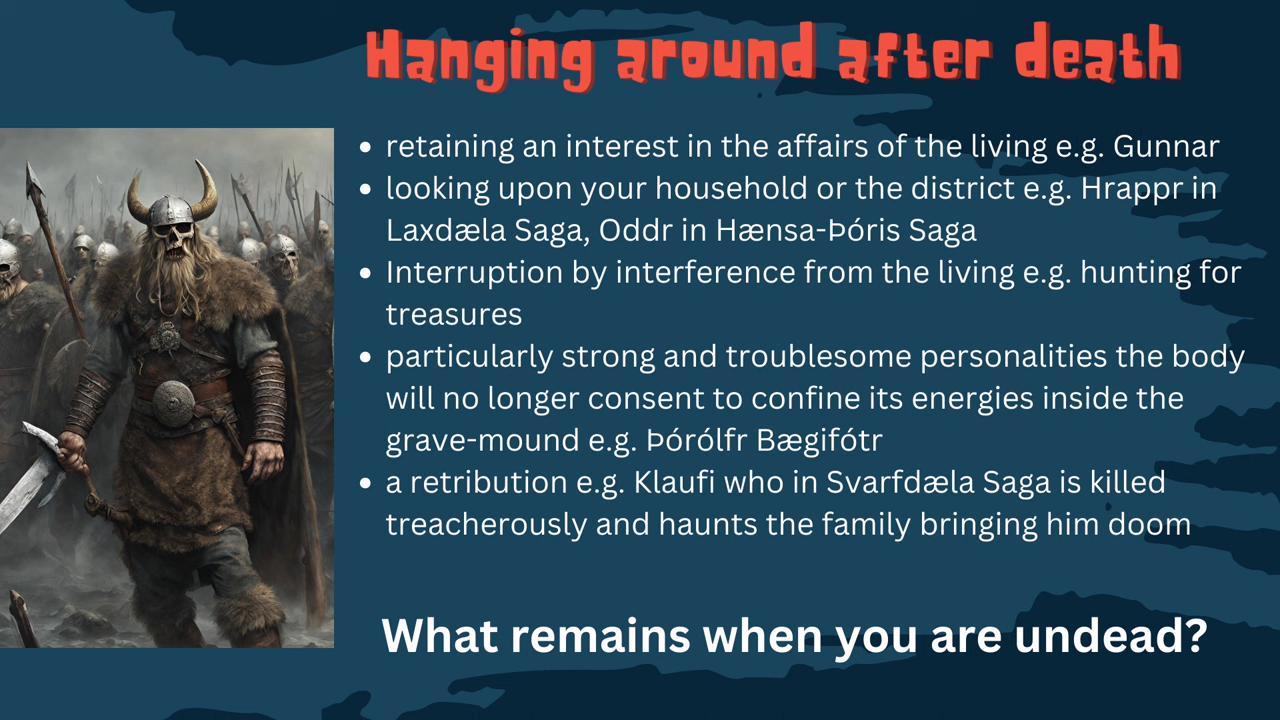 Hanging around after death
• retaining an interest in the affairs of the living e.g. Gunnar
• looking upon your household or the district e.g. Hrappr in
Laxdæla Saga, Oddr in Hænsa-Þóris Saga
• Interruption by interference from the living e.g. hunting for
treasures
• particularly strong and troublesome personalities the body
will no longer consent to confine its energies inside the
grave-mound e.g. Þórólfr Bægifótr
• a retribution e.g. Klaufi who in Svarfdæla Saga is killed
treacherously and haunts the family bringing him doom
What remains when you are undead?